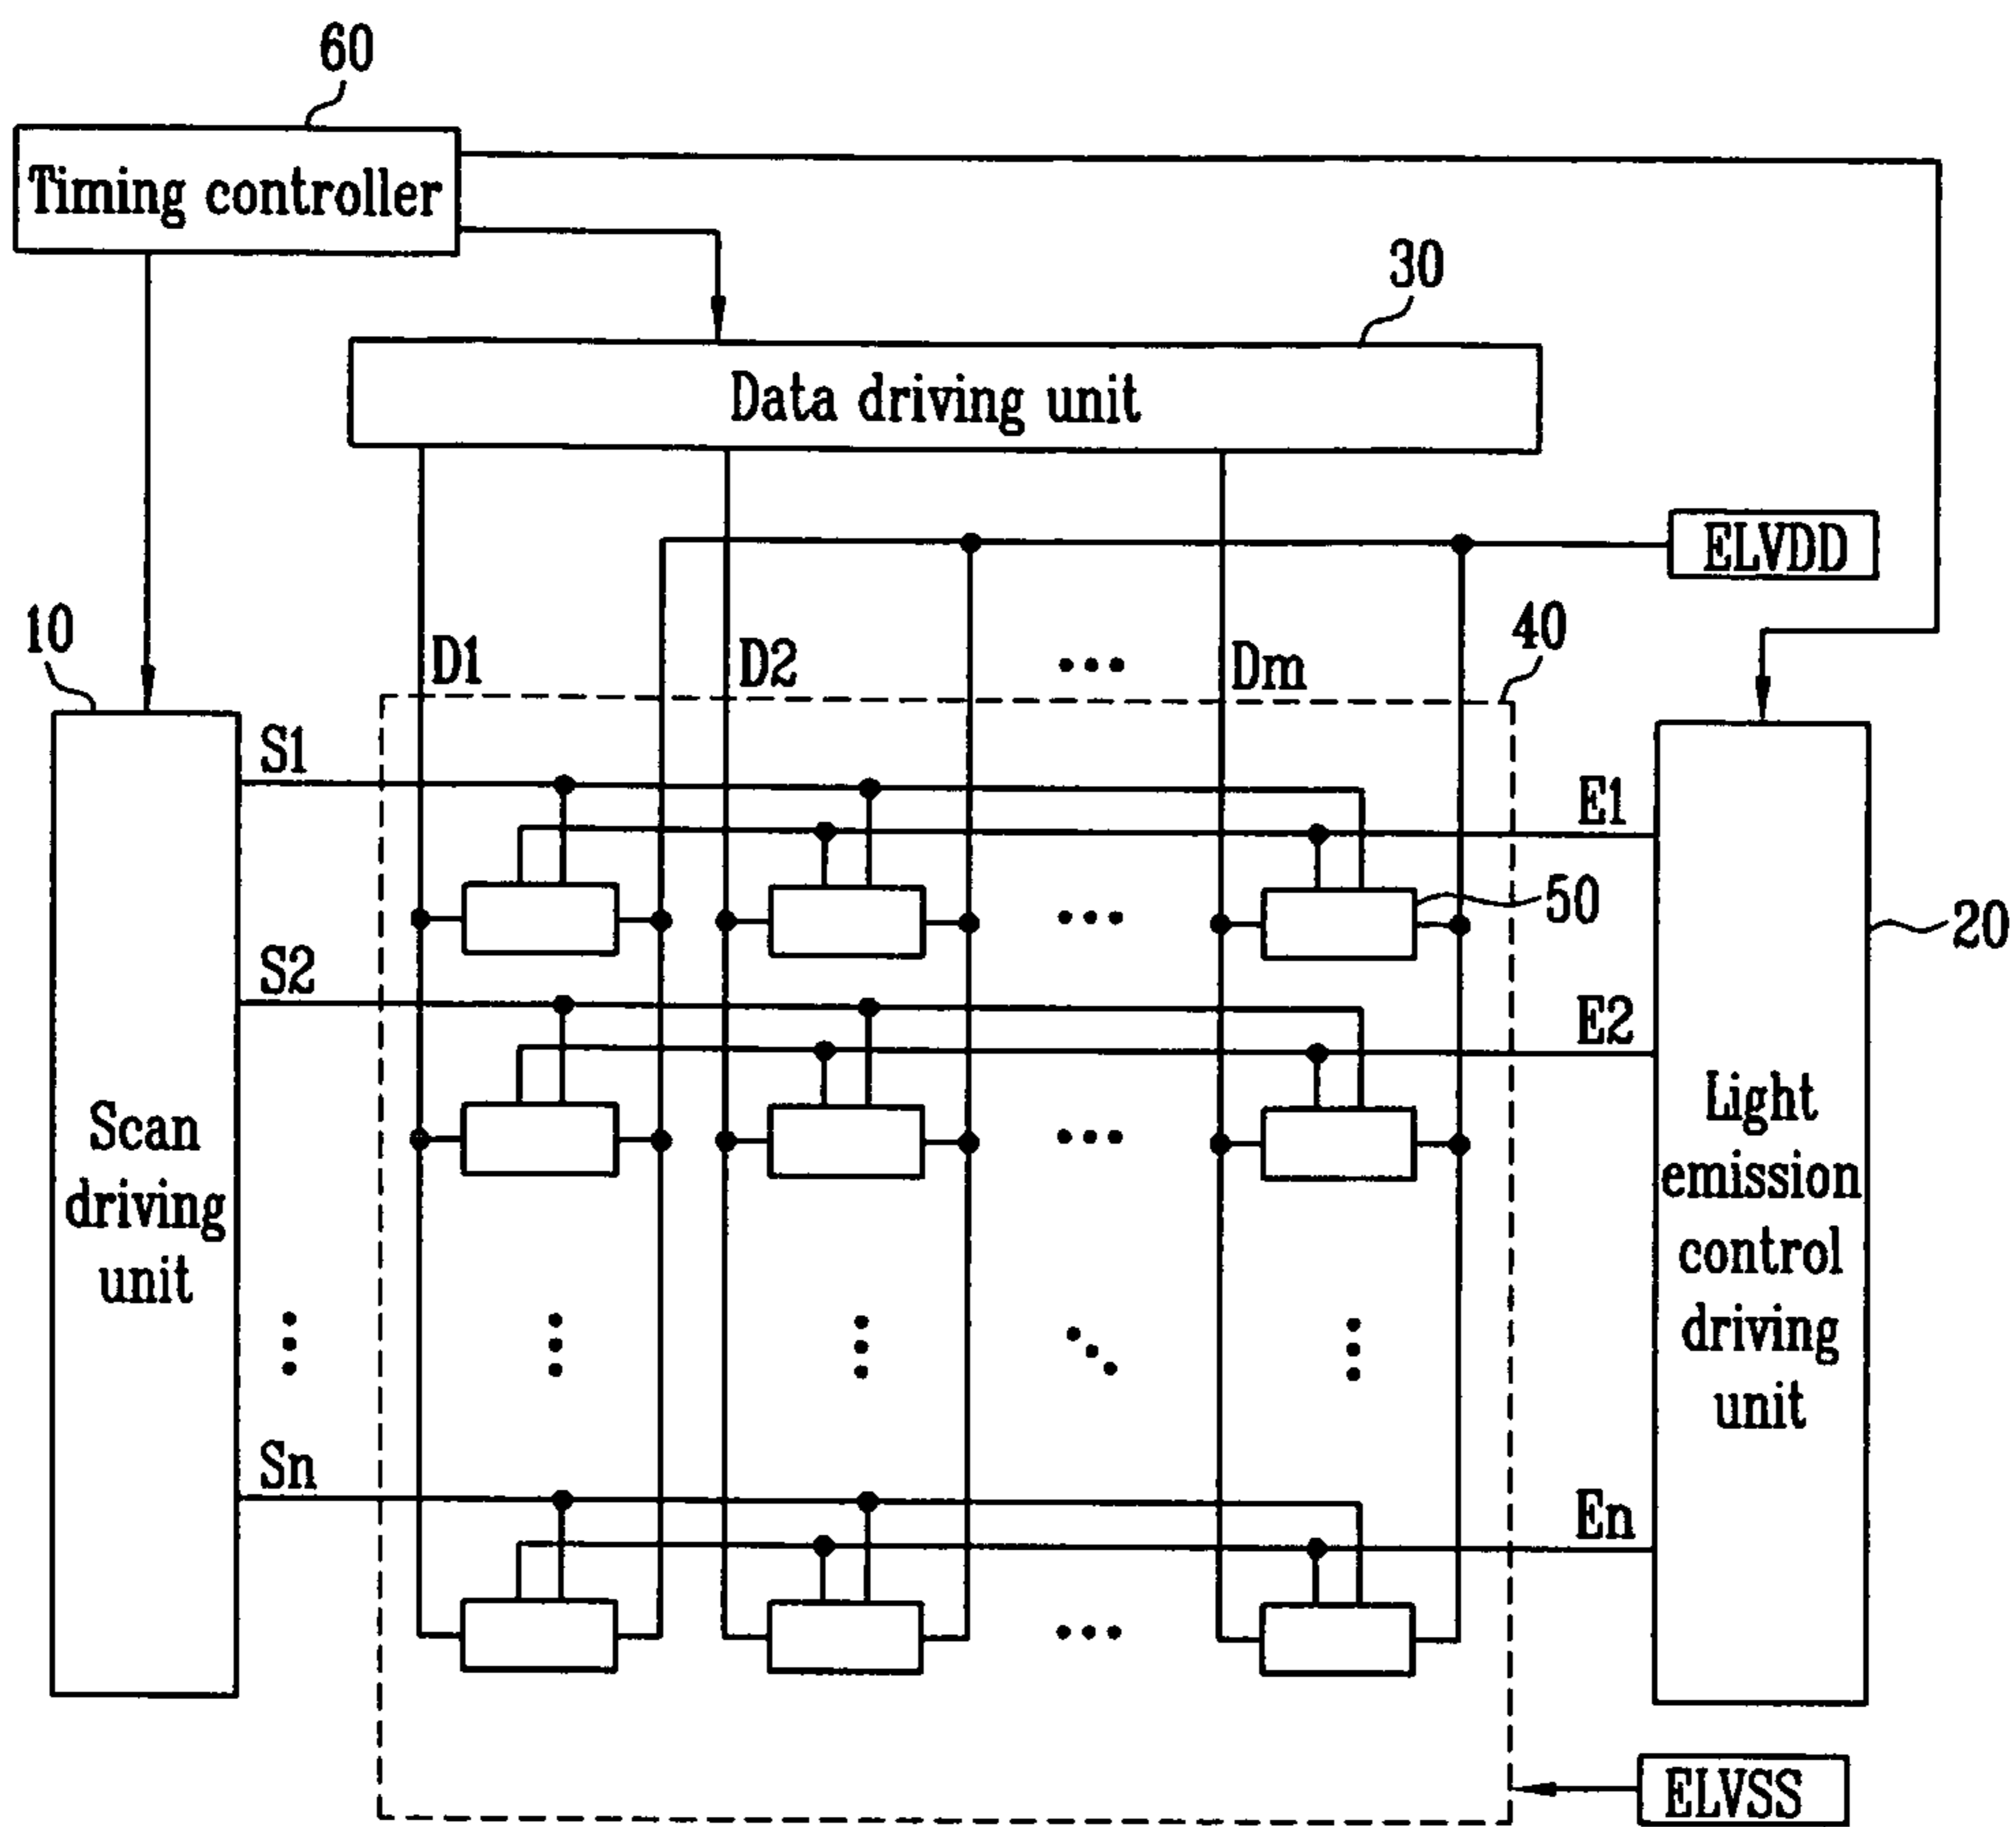 60
Timing controller
30
Data driving unit
ELVDD
10
D1
D2
...
Dm
40
S1
E1
...
50
20
S2
E2
...
Scan
driving
unit
Light
emission
control
driving
unit
Sn
En
...
ELVSS